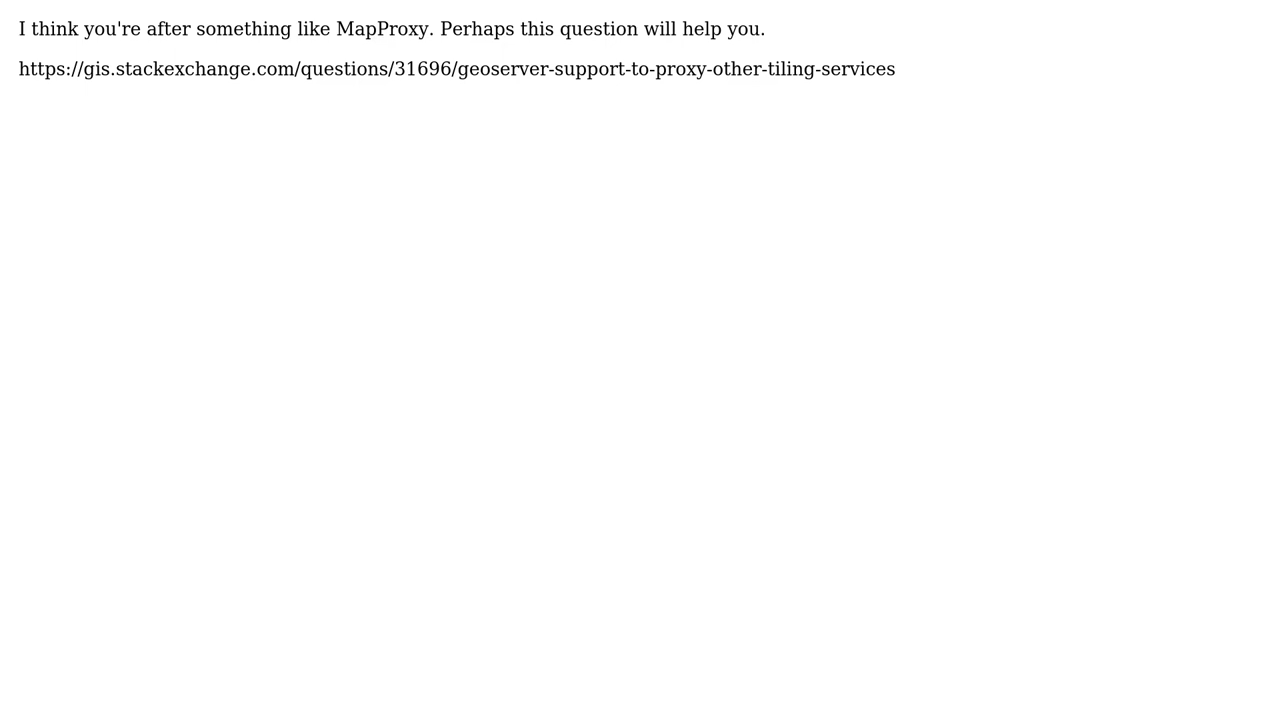 I think you're after something like MapProxy. Perhaps this question will help you.
https://gis.stackexchange.com/questions/31696/geoserver-support-to-proxy-other-tiling-services